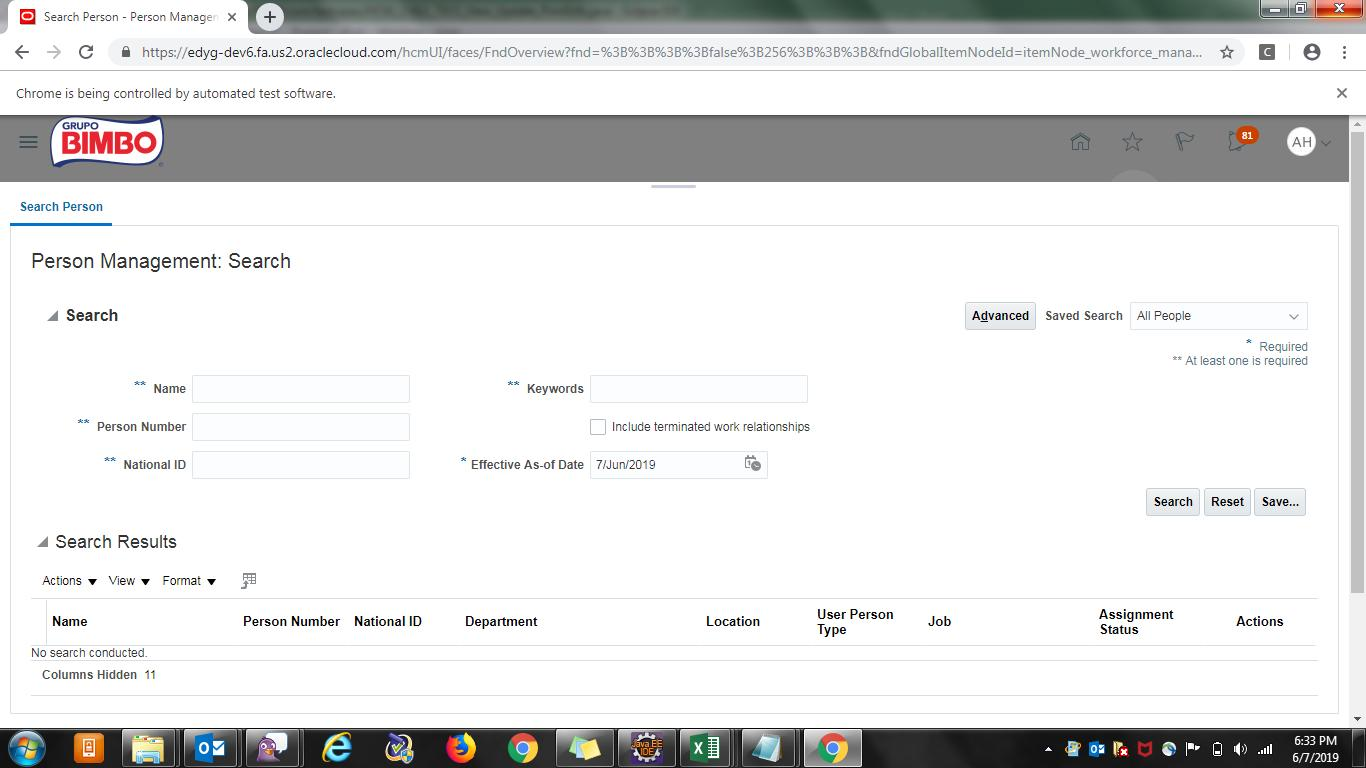 Search Person - Person Managen
https://edyg-dev6.fa.us2.oraclecloud.com/hcmUI/faces/FndOverview?fnd=%3B%3B%3B%3Bfalse%3B256%3B%3B%3B&fndGlobalItemNodeId=itemNode_workforce_mana...
C
Chrome is being controlled by automated test software.
GRUPO
BIMBO
81
AH
Search Person
Person Management: Search
Search
Advanced Saved Search All People
* Required
** At least one is required
** Name ** Keywords
** Person Number Include terminated work relationships
** National ID * Effective As-of Date 7/Jun/2019
Search Reset Save...
Search Results
Actions View Format
Name Person Number National ID Department Location User Person Type Job Assignment Status Actions
No search conducted.
Columns Hidden 11
Java EE
IDE
6:33 PM
6/7/2019